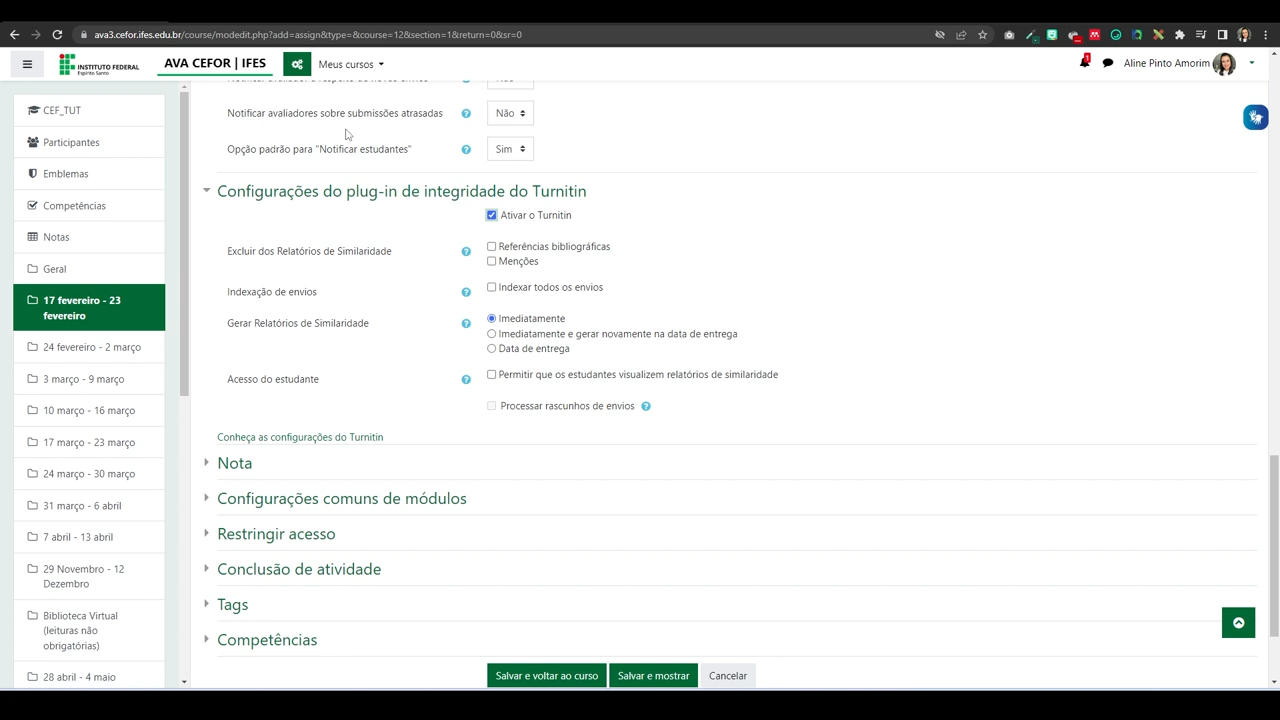 ava3.cefor.ifes.edu.br/course/modedit.php?add=assign&type=&course=12&section=1&return=0&sr=0
INSTITUTO FEDERAL
Espírito Santo
AVA CEFOR | IFES
Meus cursos
1
Aline Pinto Amorim
CEF_TUT
Participantes
Emblemas
Competências
Notas
Geral
17 fevereiro - 23
fevereiro
24 fevereiro - 2 março
3 março - 9 março
10 março - 16 março
17 março - 23 março
24 março - 30 março
31 março - 6 abril
7 abril - 13 abril
29 Novembro - 12
Dezembro
Biblioteca Virtual
(leituras não
obrigatórias)
28 abril - 4 maio
Notificar avaliadores sobre submissões atrasadas
Não
Opção padrão para "Notificar estudantes"
Sim
Configurações do plug-in de integridade do Turnitin
Ativar o Turnitin
Excluir dos Relatórios de Similaridade
Referências bibliográficas
Menções
Indexação de envios
Indexar todos os envios
Gerar Relatórios de Similaridade
Imediatamente
Imediatamente e gerar novamente na data de entrega
Data de entrega
Acesso do estudante
Permitir que os estudantes visualizem relatórios de similaridade
Processar rascunhos de envios
Conheça as configurações do Turnitin
Nota
Configurações comuns de módulos
Restringir acesso
Conclusão de atividade
Tags
Competências
Salvar e voltar ao curso
Salvar e mostrar
Cancelar